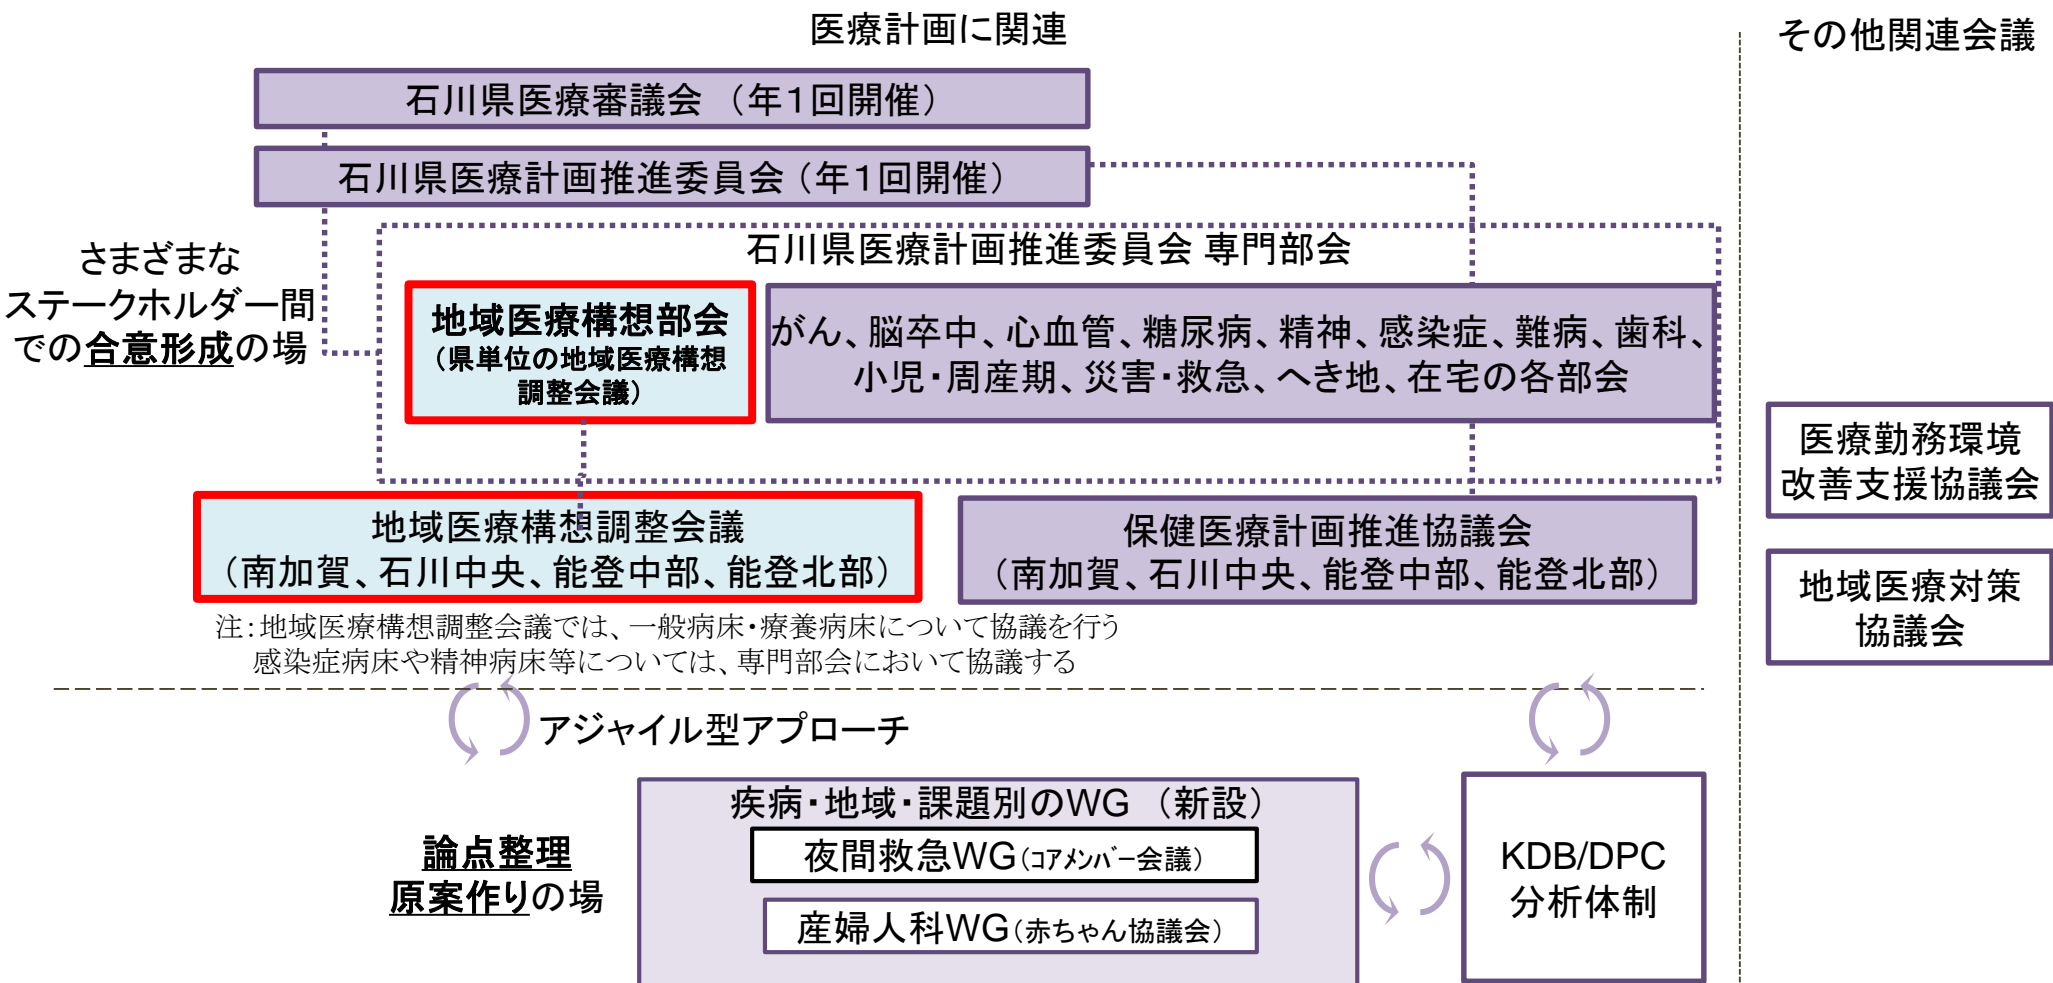 医療計画に関連
その他関連会議
石川県医療審議会 （年１回開催）
石川県医療計画推進委員会（年１回開催）
さまざまな
ステークホルダー間
での合意形成の場
石川県医療計画推進委員会 専門部会
地域医療構想部会
（県単位の地域医療構想
調整会議）
がん、脳卒中、心血管、糖尿病、精神、感染症、難病、歯科、
小児・周産期、災害・救急、へき地、在宅の各部会
地域医療構想調整会議
（南加賀、石川中央、能登中部、能登北部）
保健医療計画推進協議会
（南加賀、石川中央、能登中部、能登北部）
医療勤務環境
改善支援協議会
地域医療対策
協議会
注：地域医療構想調整会議では、一般病床・療養病床について協議を行う
感染症病床や精神病床等については、専門部会において協議する
アジャイル型アプローチ
論点整理
原案作りの場
疾病・地域・課題別のWG （新設）
夜間救急WG（ｺｱﾒﾝﾊﾞｰ会議）
産婦人科WG（赤ちゃん協議会）
KDB/DPC
分析体制